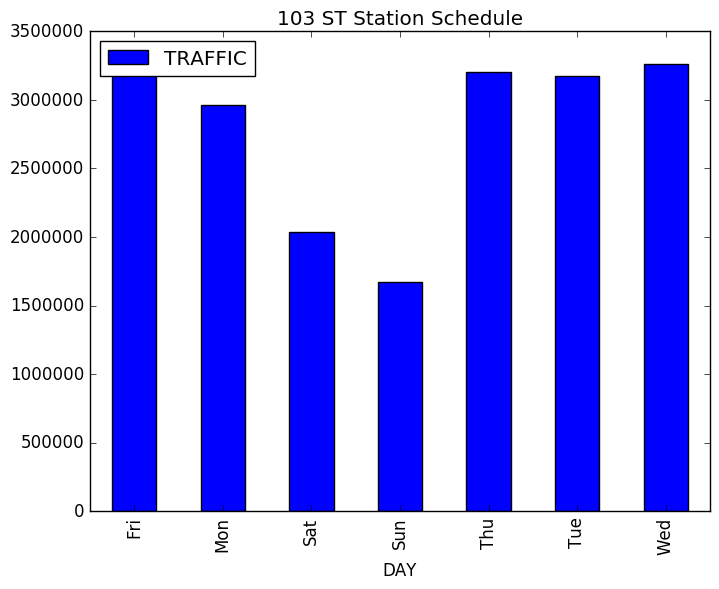 103 ST Station Schedule
3500000
TRAFFIC
3000000
2500000
2000000
1500000
1000000
500000
0
Fri Mon Sat Sun Thu Tue Wed
DAY